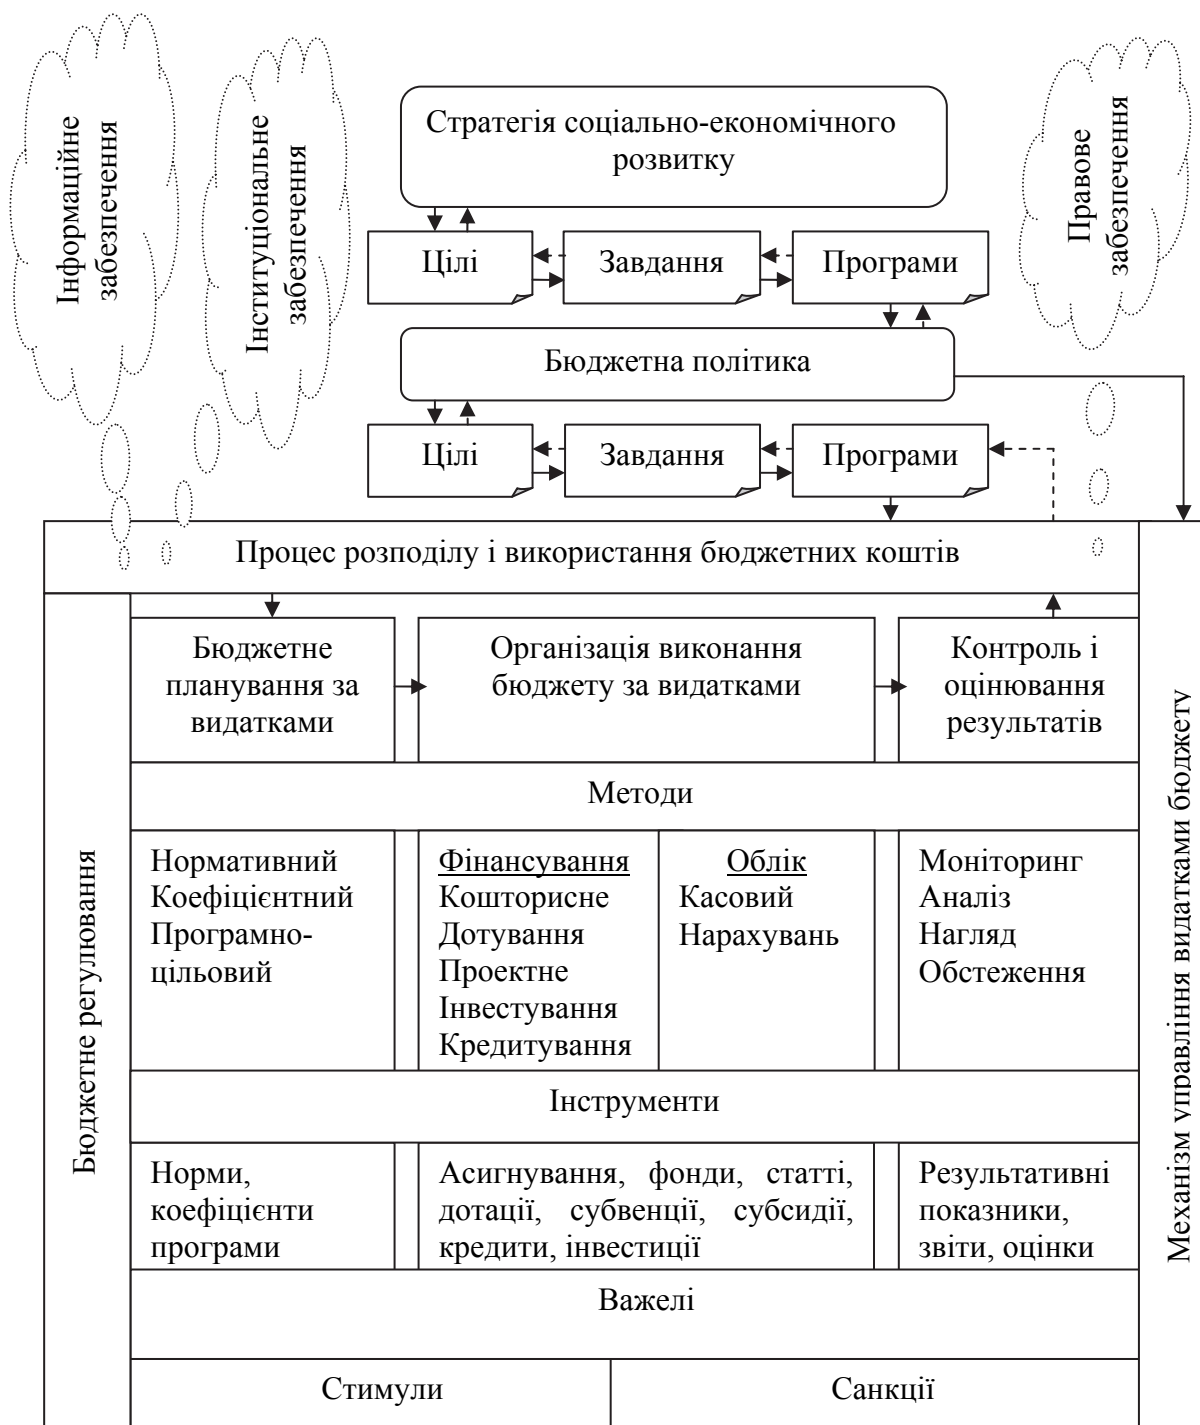 Інформаційне
забезпечення
Інституціональне
забезпечення
Стратегія соціально-економічного
розвитку
Правове
забезпечення
Цілі
Завдання
Програми
Бюджетна політика
Цілі
Завдання
Програми
Процес розподілу і використання бюджетних коштів
Бюджетне регулювання
Механізм управління видатками бюджету
Бюджетне
планування за
видатками
Організація виконання
бюджету за видатками
Контроль і
оцінювання
результатів
Методи
Нормативний
Коефіцієнтний
Програмно-
цільовий
Фінансування
Кошторисне
Дотування
Проектне
Інвестування
Кредитування
Облік
Касовий
Нарахувань
Моніторинг
Аналіз
Нагляд
Обстеження
Інструменти
Норми,
коефіцієнти
програми
Асигнування, фонди, статті,
дотації, субвенції, субсидії,
кредити, інвестиції
Результативні
показники,
звіти, оцінки
Важелі
Стимули
Санкції